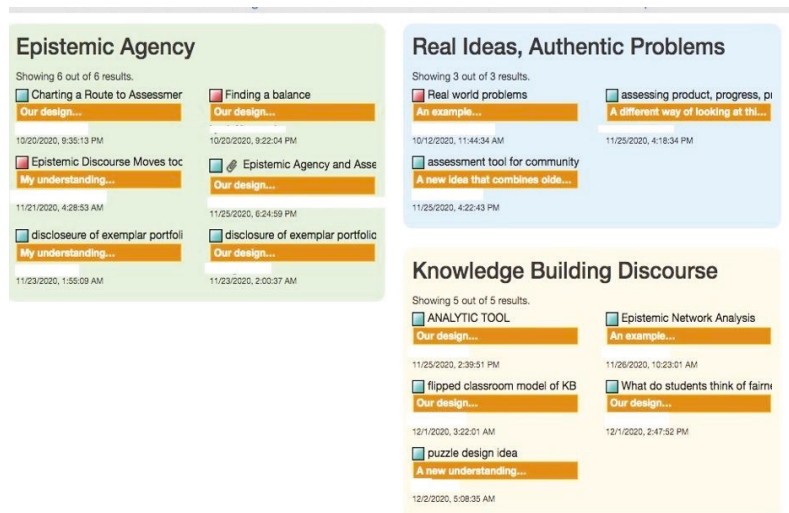 Epistemic Agency
Showing 6 out of 6 results.
Charting a Route to Assessmer
Our design...
10/20/2020, 9:35:13 PM
Finding a balance
Our design...
10/20/2020, 9:22:04 PM
Epistemic Discourse Moves toc
My understanding...
11/21/2020, 4:28:53 AM
Epistemic Agency and Asse
Our design...
11/25/2020, 6:24:59 PM
discloseure of exemplar portfoli
My understanding...
11/23/2020, 1:55:09 AM
disclosure of exemplar portfolio
Our design...
11/23/2020, 2:00:37 AM
Real Ideas, Authentic Problems
Showing 3 out of 3 results.
Real world problems
An example...
10/12/2020, 11:44:34 AM
assessing product, progress, pr
A different way of looking at thi...
11/25/2020, 4:18:34 PM
assessment tool for community
A new idea that combines olde...
11/25/2020, 4:22:43 PM
Knowledge Building Discourse
Showing 5 out of 5 results.
ANALYTIC TOOL
Our design...
11/25/2020, 2:39:51 PM
Epistemic Network Analysis
An example...
11/26/2020, 10:23:01 AM
flipped classroom model of KB
Our design...
12/1/2020, 3:22:01 AM
What do students think of fairne
Our design...
12/1/2020, 2:47:52 PM
puzzle design idea
A new understanding...
12/2/2020, 5:08:35 AM